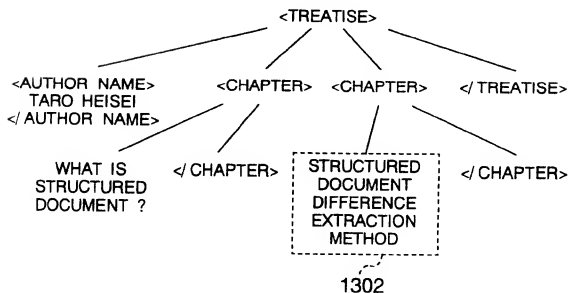 <TREATISE>
<AUTHOR NAME>
TARO HEISEI
</ AUTHOR NAME>
<CHAPTER>
<CHAPTER>
</ TREATISE>
WHAT IS
STRUCTURED
DOCUMENT ?
</ CHAPTER>
STRUCTURED
DOCUMENT
DIFFERENCE
EXTRACTION
METHOD
</ CHAPTER>
1302